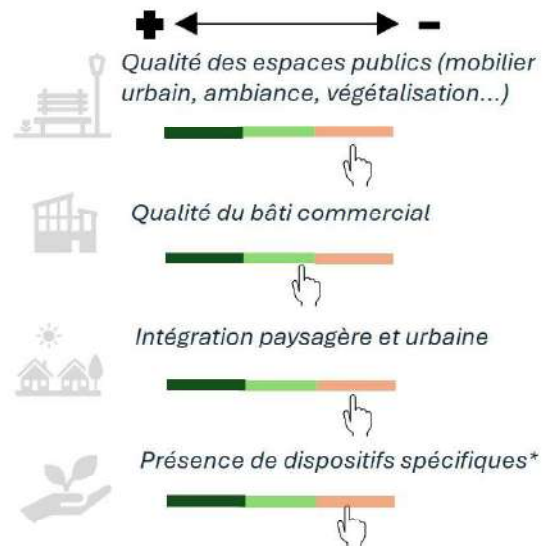 + -
Qualité des espaces publics (mobilier
urbain, ambiance, végétalisation...)
Qualité du bâti commercial
Intégration paysagère et urbaine
Présence de dispositifs spécifiques*